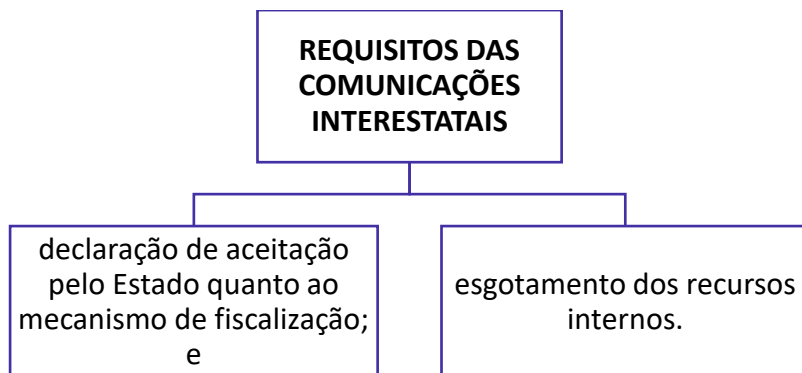 REQUISITOS DAS
COMUNICAÇÕES
INTERESTATAIS
declaração de aceitação
pelo Estado quanto ao
mecanismo de fiscalização;
e
esgotamento dos recursos
internos.